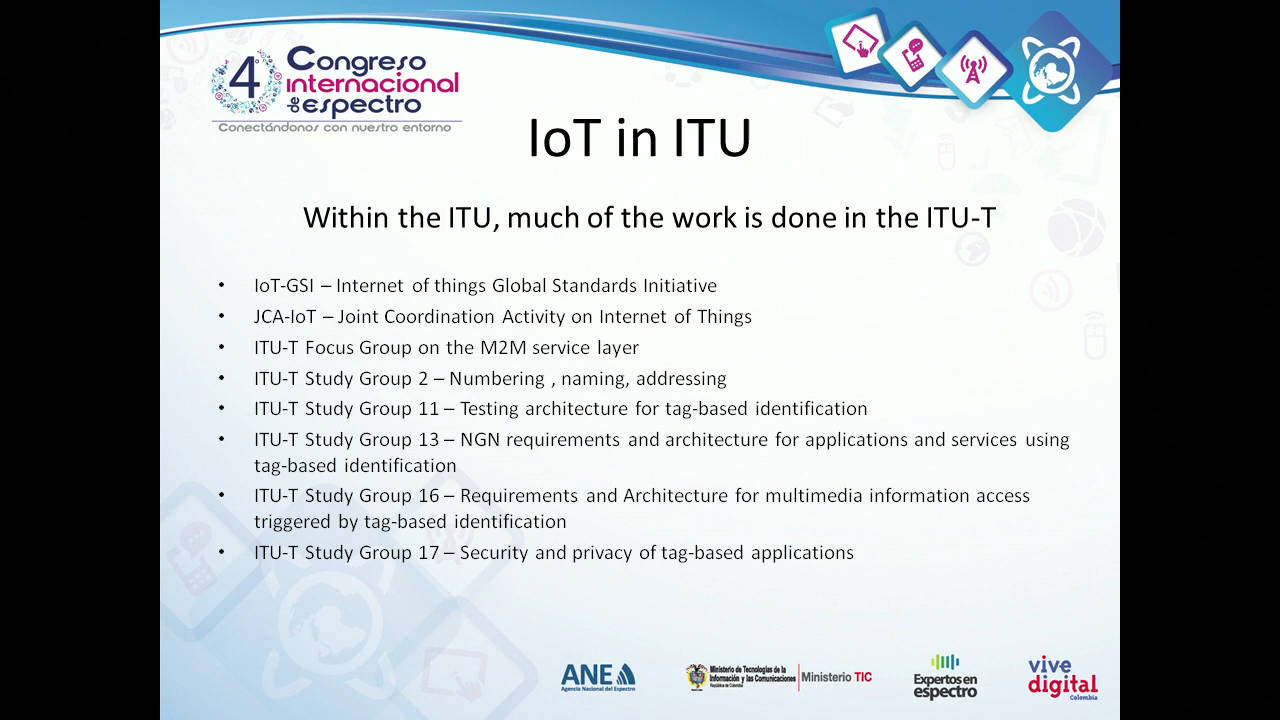 4°
Congreso
internacional
de espectro
Conectándonos con nuestro entorno
IoT in ITU
Within the ITU, much of the work is done in the ITU-T
• IoT-GSI – Internet of things Global Standards Initiative
• JCA-IoT – Joint Coordination Activity on Internet of Things
• ITU-T Focus Group on the M2M service layer
• ITU-T Study Group 2 – Numbering , naming, addressing
• ITU-T Study Group 11 – Testing architecture for tag-based identification
• ITU-T Study Group 13 – NGN requirements and architecture for applications and services using
tag-based identification
• ITU-T Study Group 16 – Requirements and Architecture for multimedia information access
triggered by tag-based identification
• ITU-T Study Group 17 – Security and privacy of tag-based applications
ANE
Agencia Nacional del Espectro
Ministerio de Tecnologías de la
Información y las Comunicaciones
República de Colombia
Ministerio TIC
Expertos en
espectro
vive
digital
Colombia